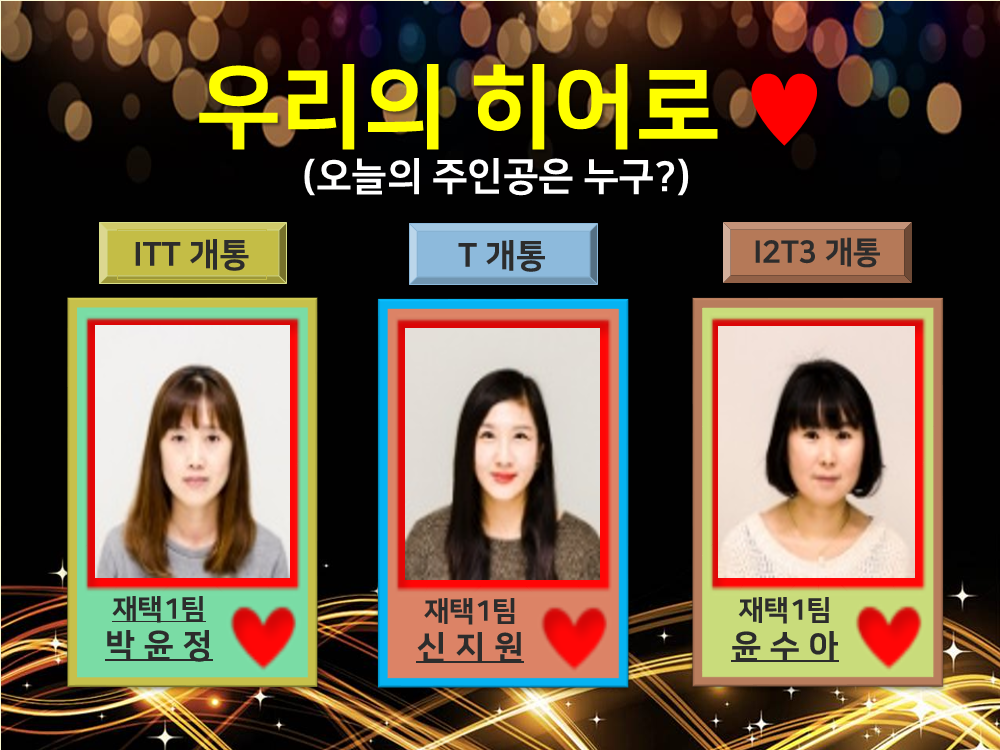 우리의 히어로
(오늘의 주인공은 누구?)
ITT 개통
T 개통
I2T3 개통
재택1팀
박 윤 정
재택1팀
신 지 원
재택1팀
윤 수 아